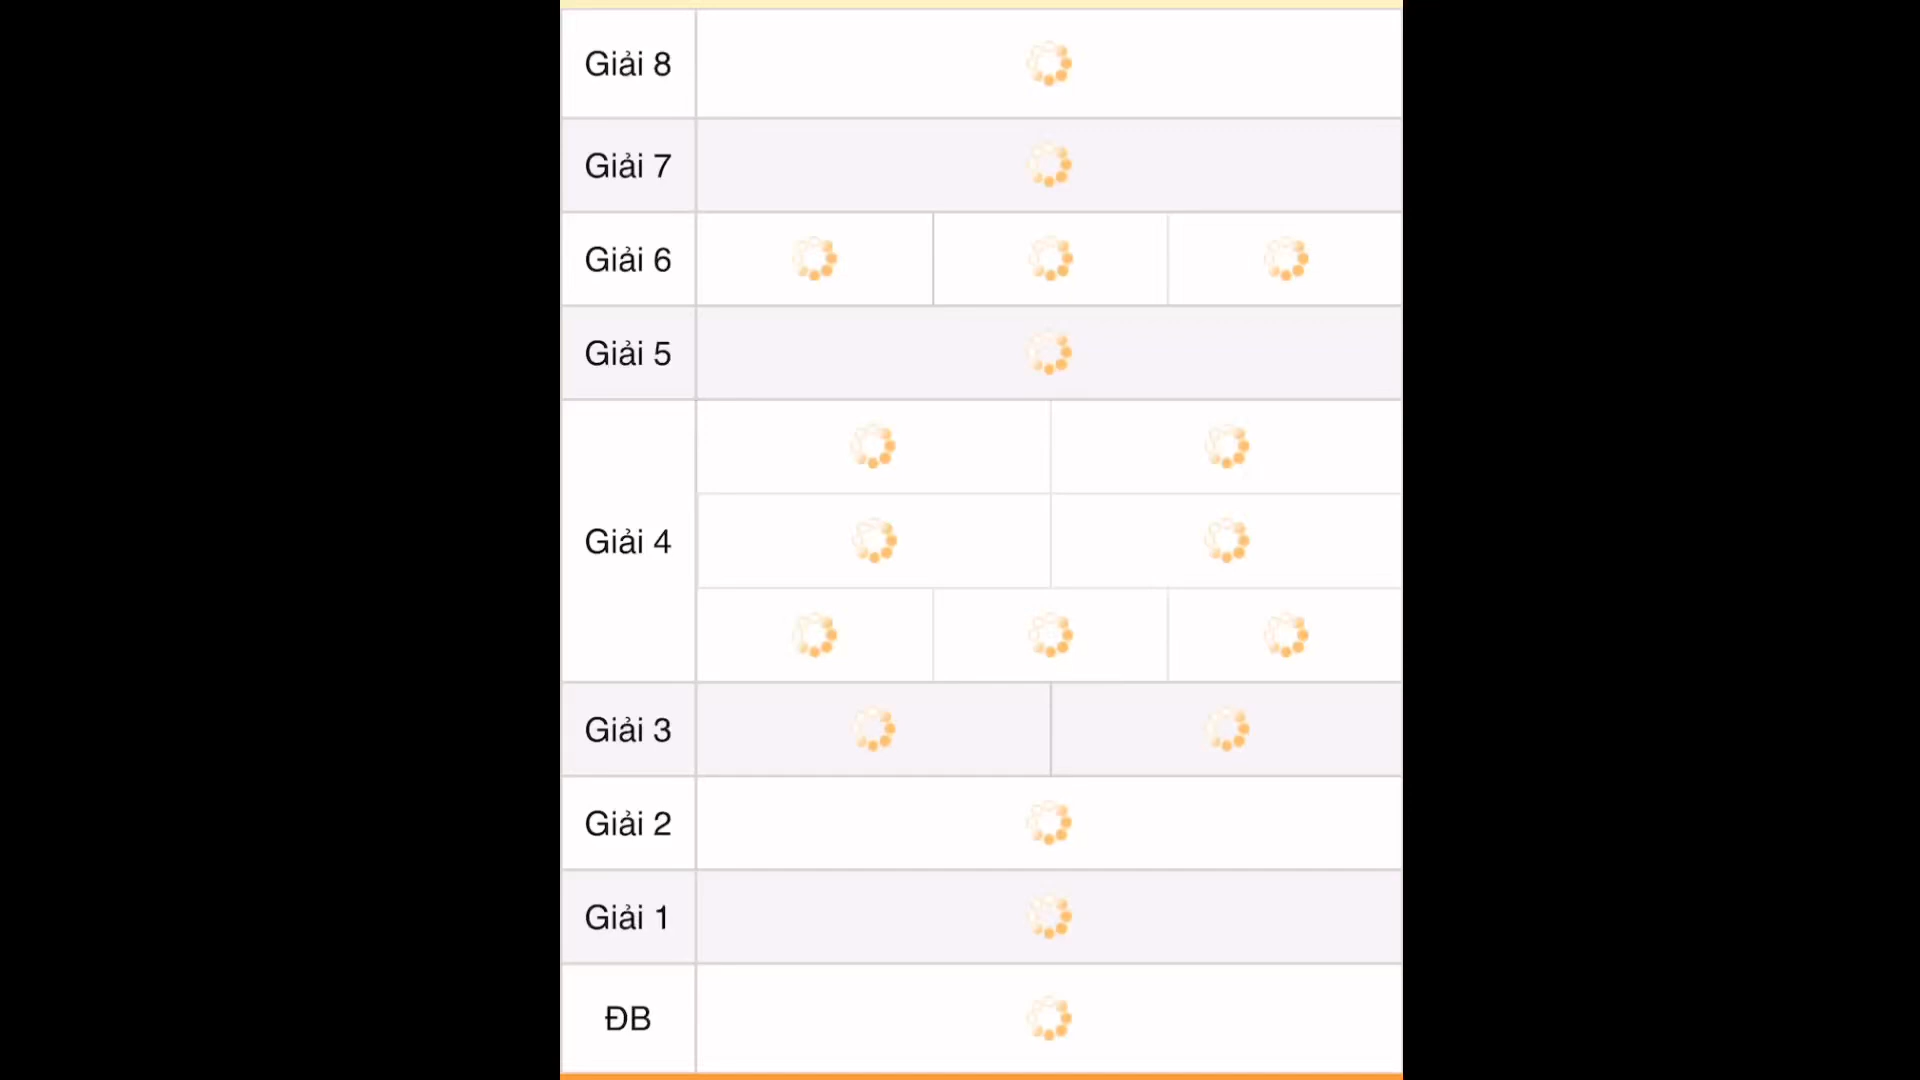 Giải 8
Giải 7
Giải 6
Giải 5
Giải 4
Giải 3
Giải 2
Giải 1
ĐB